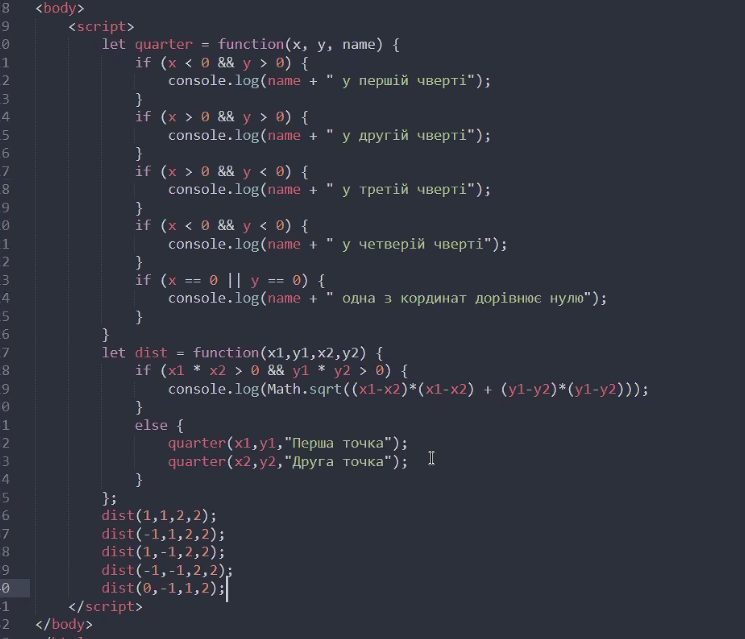 8 <body>
9 <script>
0 let quarter = function(x, y, name) {
1 if (x < 0 && y > 0) {
2 console.log(name + " у першій чверті");
3 }
4 if (x > 0 && y > 0) {
5 console.log(name + " у другій чверті");
6 }
7 if (x > 0 && y < 0) {
8 console.log(name + " у третій чверті");
9 }
0 if (x < 0 && y < 0) {
1 console.log(name + " у четверій чверті");
2 }
3 if (x == 0 || y == 0) {
4 console.log(name + " одна з кординат дорівнює нулю");
5 }
6 }
7 let dist = function(x1,y1,x2,y2) {
8 if (x1 * x2 > 0 && y1 * y2 > 0) {
9 console.log(Math.sqrt((x1-x2)*(x1-x2) + (y1-y2)*(y1-y2)));
0 }
1 else {
2 quarter(x1,y1,"Перша точка");
3 quarter(x2,y2,"Друга точка");
4 }
5 };
6 dist(1,1,2,2);
7 dist(-1,1,2,2);
8 dist(1,-1,2,2);
9 dist(-1,-1,2,2);
0 dist(0,-1,1,2);
1 </script>
2 </body>